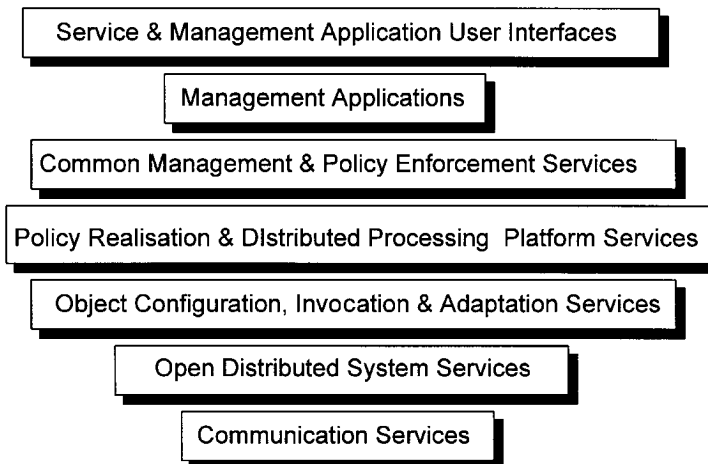 Service & Management Application User Interfaces
Management Applications
Common Management & Policy Enforcement Services
Policy Realisation & DIstributed Processing Platform Services
Object Configuration, Invocation & Adaptation Services
Open Distributed System Services
Communication Services